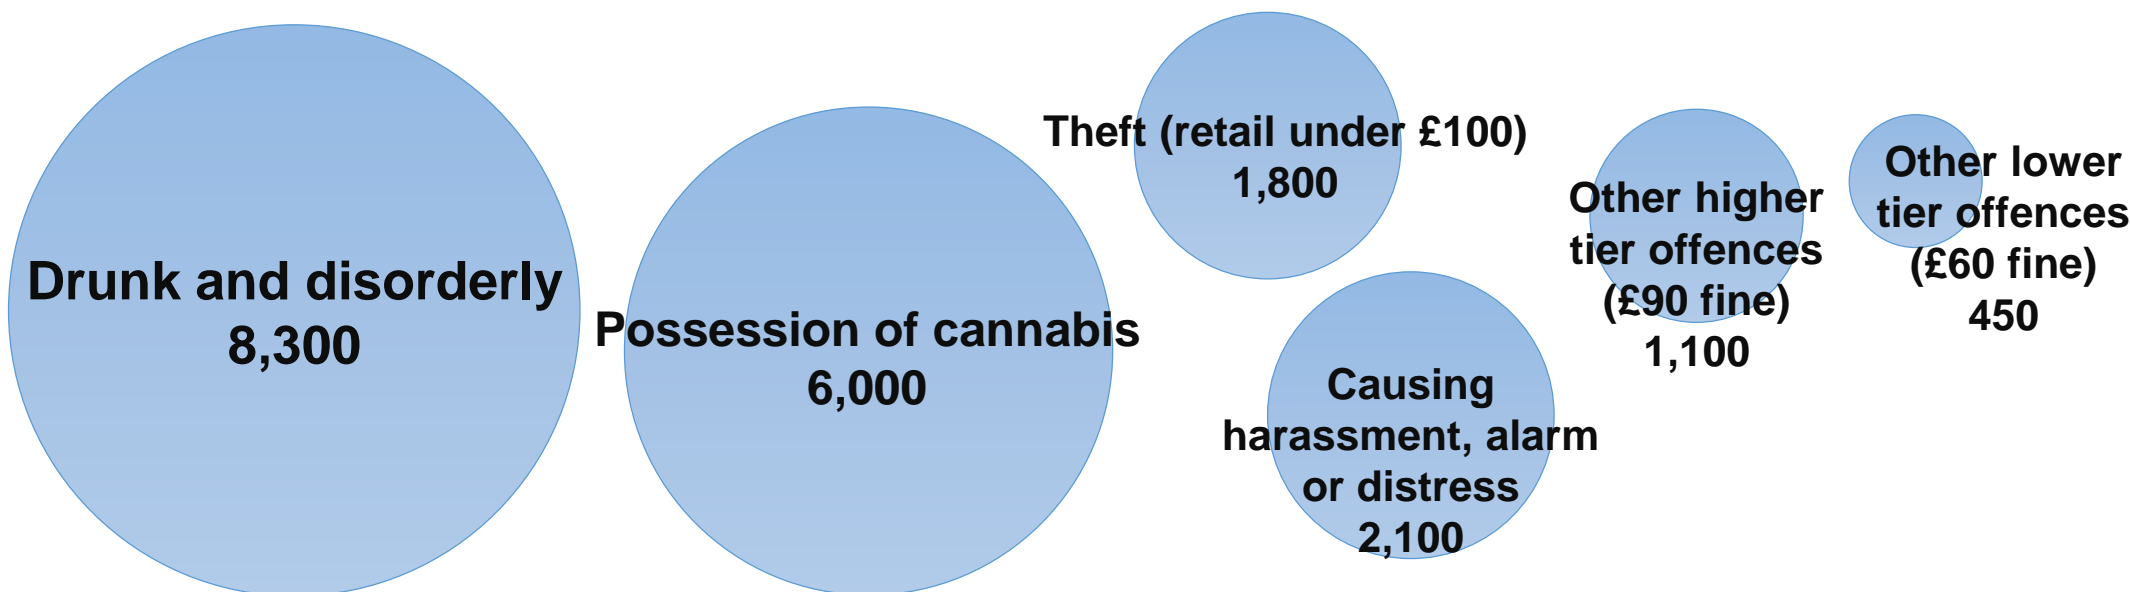 Drunk and disorderly
8,300
Possession of cannabis
6,000
Theft (retail under £100)
1,800
Causing
harassment, alarm
or distress
2,100
Other higher
tier offences
(£90 fine)
1,100
Other lower
tier offences
(£60 fine)
450